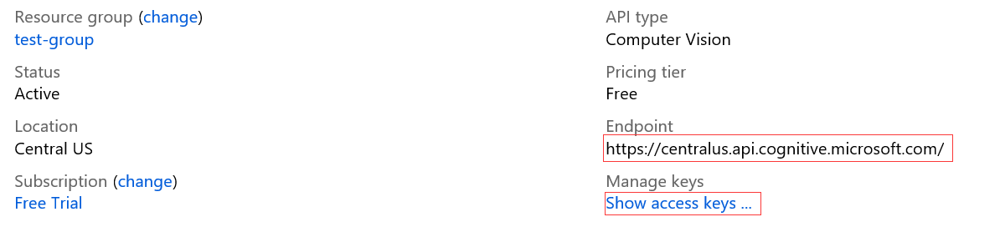 Resource group (change)
test-group
Status
Active
Location
Central US
Subscription (change)
Free Trial
API type
Computer Vision
Pricing tier
Free
Endpoint
https://centralus.api.cognitive.microsoft.com/
Manage keys
Show access keys ...